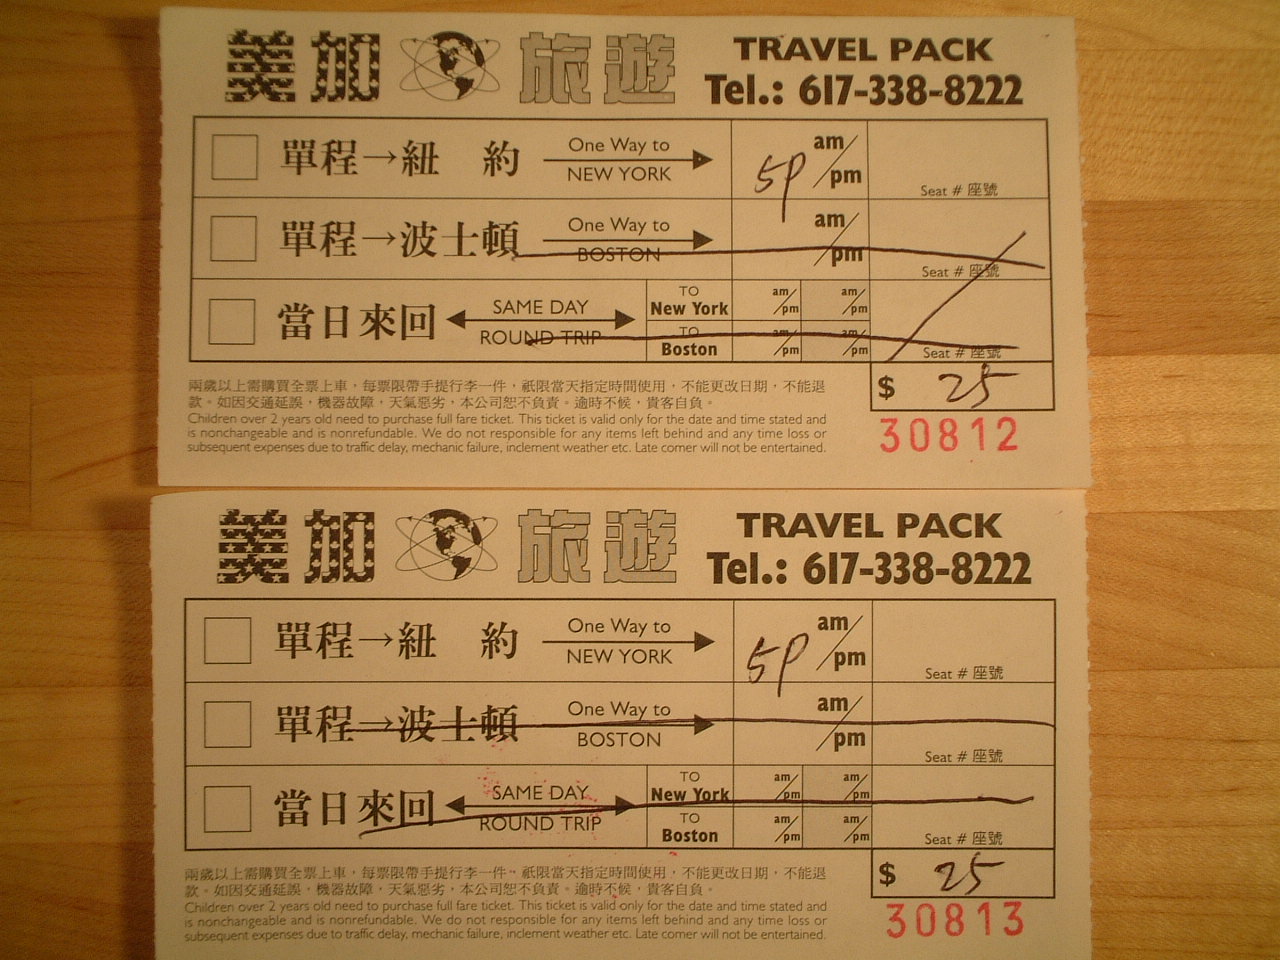 美加旅遊 TRAVEL PACK
Tel.: 617-338-8222
單程→紐 約 One Way to NEW YORK 5P am/pm Seat # 座號
單程→波士頓 One Way to BOSTON am/pm Seat # 座號
當日來回 SAME DAY ROUND TRIP TO New York am/pm am/pm
TO Boston am/pm am/pm Seat # 座號
$ 25
兩歲以上需購買全票上車，每票限帶手提行李一件，祇限當天指定時間使用，不能更改日期，不能退
款。如因交通延誤，機器故障，天氣惡劣，本公司恕不負責。逾時不候，貴客自負。
Children over 2 years old need to purchase full fare ticket. This ticket is valid only for the date and time stated and
is nonchangeable and is nonrefundable. We do not responsible for any items left behind and any time loss or
subsequent expenses due to traffic delay, mechanic failure, inclement weather etc. Late comer will not be entertained.
30812
美加旅遊 TRAVEL PACK
Tel.: 617-338-8222
單程→紐 約 One Way to NEW YORK 5P am/pm Seat # 座號
單程→波士頓 One Way to BOSTON am/pm Seat # 座號
當日來回 SAME DAY ROUND TRIP TO New York am/pm am/pm
TO Boston am/pm am/pm Seat # 座號
$ 25
兩歲以上需購買全票上車，每票限帶手提行李一件，祇限當天指定時間使用，不能更改日期，不能退
款。如因交通延誤，機器故障，天氣惡劣，本公司恕不負責。逾時不候，貴客自負。
Children over 2 years old need to purchase full fare ticket. This ticket is valid only for the date and time stated and
is nonchangeable and is nonrefundable. We do not responsible for any items left behind and any time loss or
subsequent expenses due to traffic delay, mechanic failure, inclement weather etc. Late comer will not be entertained.
30813